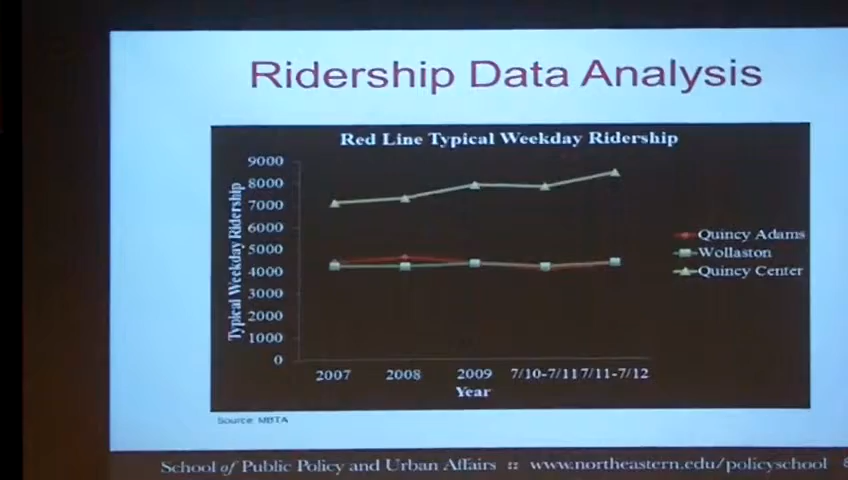 Ridership Data Analysis
Red Line Typical Weekday Ridership
9000
8000
7000
6000
5000
4000
3000
2000
1000
0
Typical Weekday Ridership
2007 2008 2009 7/10-7/11 7/11-7/12
Year
Quincy Adams
Wollaston
Quincy Center
Source: MBTA
School of Public Policy and Urban Affairs :: www.northeastern.edu/policyschool 8